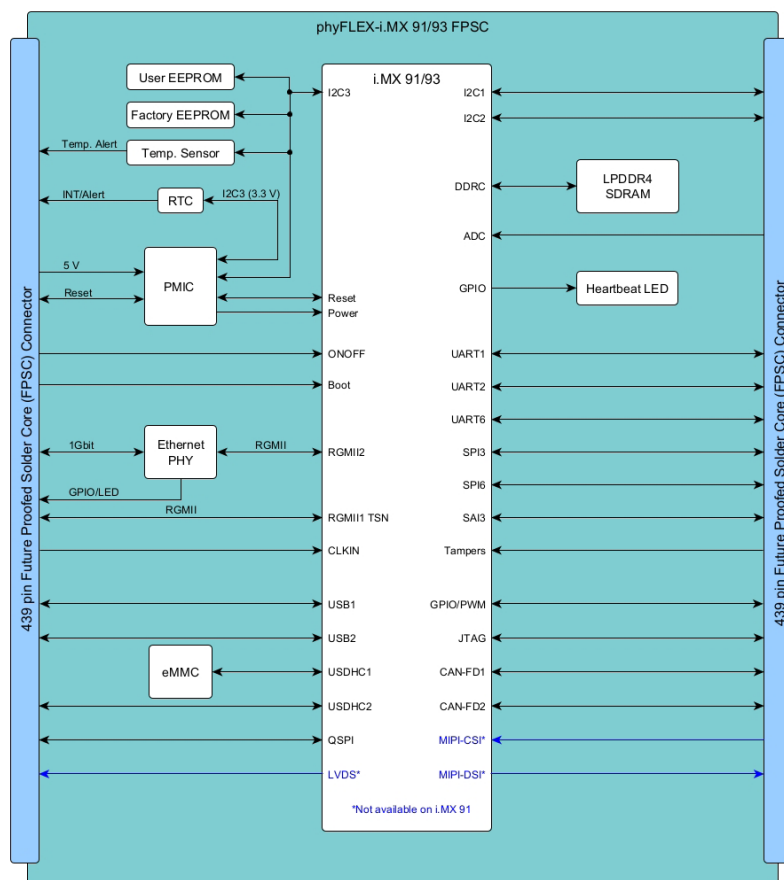 phyFLEX-i.MX 91/93 FPSC
439 pin Future Proofed Solder Core (FPSC) Connector
User EEPROM
Factory EEPROM
Temp. Alert
Temp. Sensor
INT/Alert
RTC
I2C3 (3.3 V)
5 V
Reset
PMIC
1Gbit
Ethernet
PHY
RGMII
GPIO/LED
RGMII
eMMC
i.MX 91/93
I2C3
Reset
Power
ONOFF
Boot
RGMII2
RGMII1 TSN
CLKIN
USB1
USB2
USDHC1
USDHC2
QSPI
LVDS*
I2C1
I2C2
DDRC
ADC
GPIO
UART1
UART2
UART6
SPI3
SPI6
SAI3
Tampers
GPIO/PWM
JTAG
CAN-FD1
CAN-FD2
MIPI-CSI*
MIPI-DSI*
*Not available on i.MX 91
LPDDR4
SDRAM
Heartbeat LED
439 pin Future Proofed Solder Core (FPSC) Connector